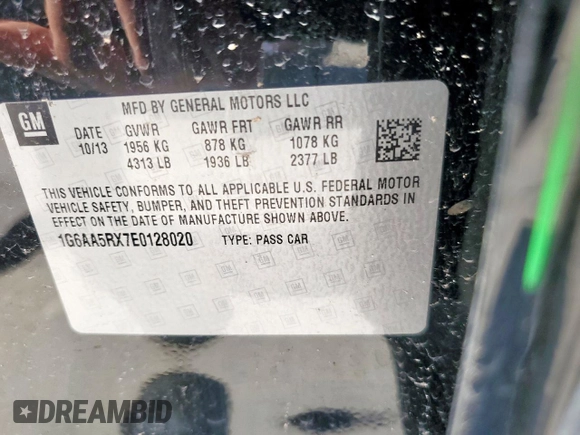 GM
MFD BY GENERAL MOTORS LLC
DATE GVWR GAWR FRT GAWR RR
10/13 1956 KG 878 KG 1078 KG
4313 LB 1936 LB 2377 LB
THIS VEHICLE CONFORMS TO ALL APPLICABLE U.S. FEDERAL MOTOR
VEHICLE SAFETY, BUMPER, AND THEFT PREVENTION STANDARDS
IN EFFECT ON THE DATE OF MANUFACTURE SHOWN ABOVE.
1G6AA5RX7E0128020 TYPE: PASS CAR
DREAMBID